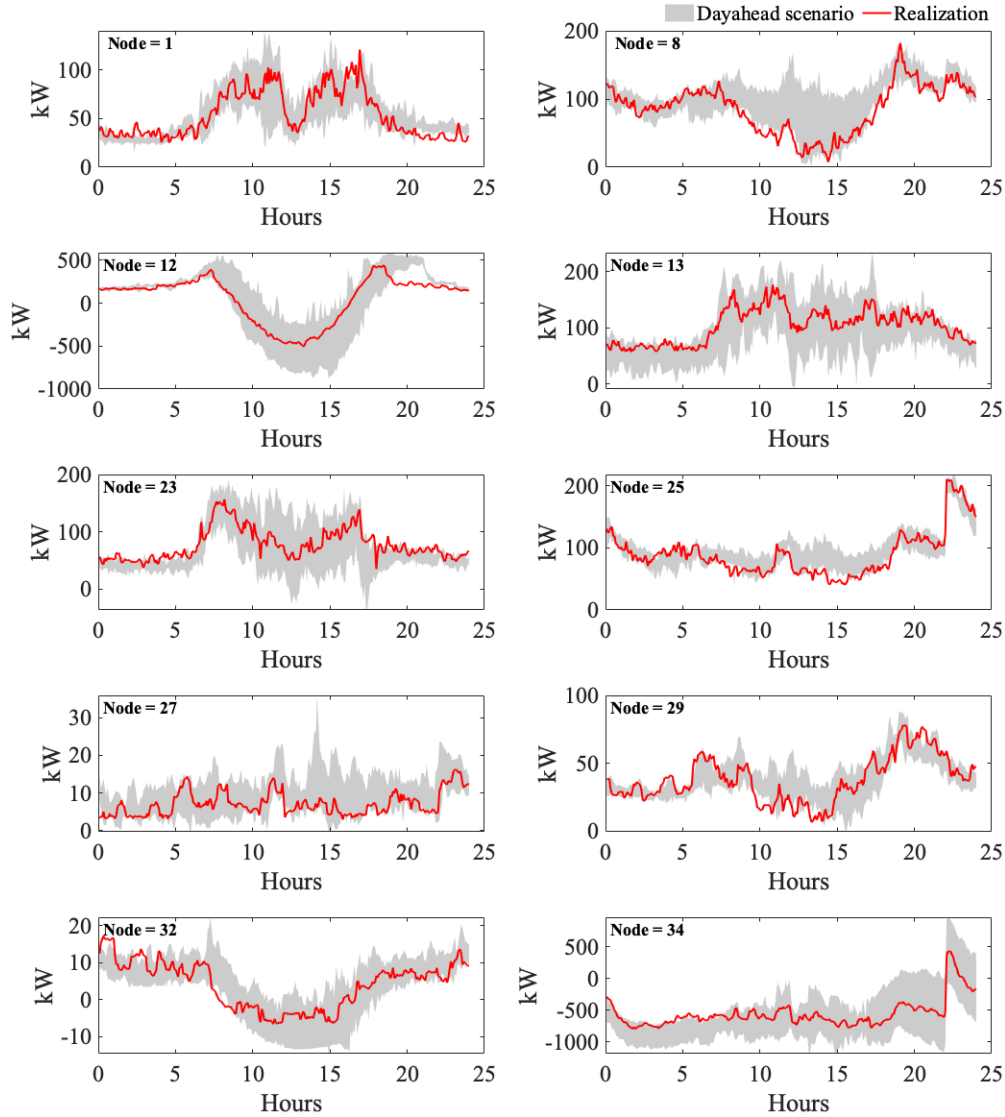 Dayahead scenario Realization
Node = 1
kW
100
50
0
0 5 10 15 20 25
Hours
Node = 8
kW
200
100
0
0 5 10 15 20 25
Hours
Node = 12
kW
500
0
-500
-1000
0 5 10 15 20 25
Hours
Node = 13
kW
200
100
0
0 5 10 15 20 25
Hours
Node = 23
kW
200
100
0
0 5 10 15 20 25
Hours
Node = 25
kW
200
100
0
0 5 10 15 20 25
Hours
Node = 27
kW
30
20
10
0
0 5 10 15 20 25
Hours
Node = 29
kW
100
50
0
0 5 10 15 20 25
Hours
Node = 32
kW
20
10
0
-10
0 5 10 15 20 25
Hours
Node = 34
kW
500
0
-500
-1000
0 5 10 15 20 25
Hours